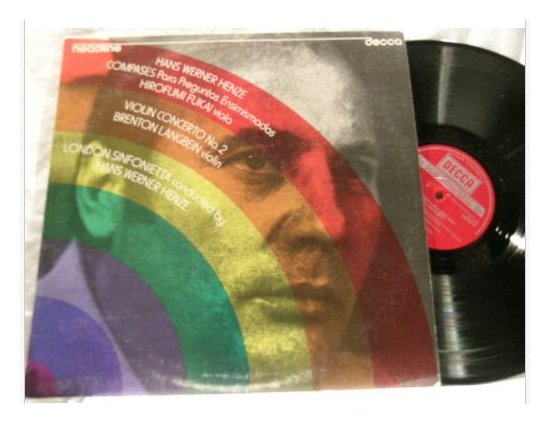 headline
decca
HANS WERNER HENZE
COMPASES Para Preguntas Ensimismadas
HIROFUMI FUKAI viola
VIOLIN CONCERTO No. 2
BRENTON LANGBEIN violin
LONDON SINFONIETTA conducted by
HANS WERNER HENZE
DECCA